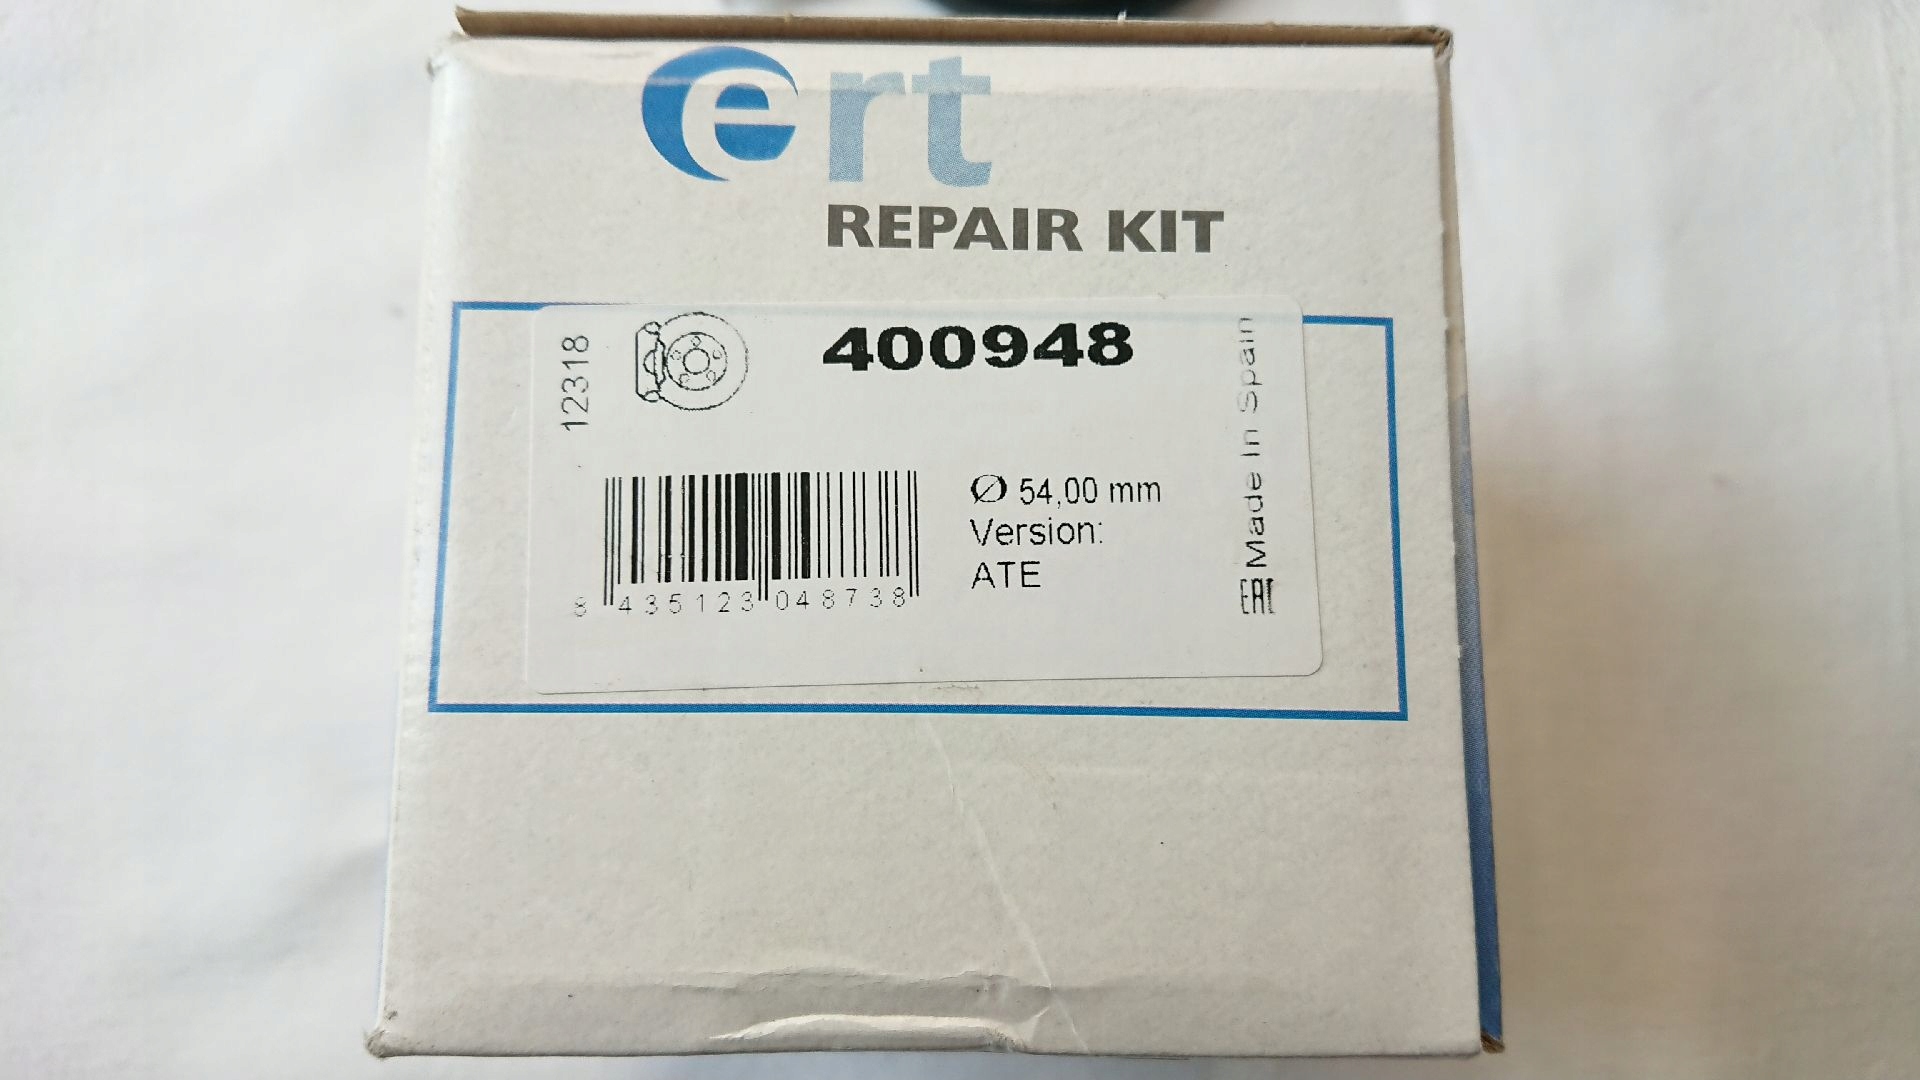 ert
REPAIR KIT
12318
400948
Ø 54,00 mm
Version:
ATE
8 435123 048738
EAC Made In Spain